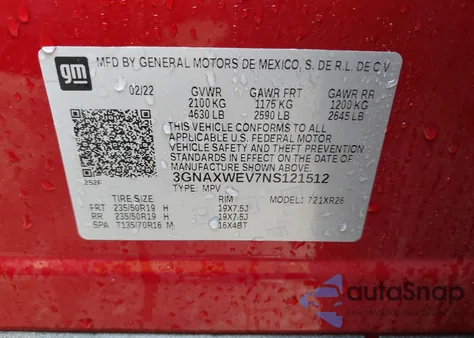 gm
MFD BY GENERAL MOTORS DE MEXICO, S. DE R.L. DE C.V.
02/22 GVWR GAWR FRT GAWR RR
2100 KG 1175 KG 1200 KG
4630 LB 2590 LB 2645 LB
THIS VEHICLE CONFORMS TO ALL
APPLICABLE U.S. FEDERAL MOTOR
VEHICLE SAFETY AND THEFT PREVENTION
STANDARDS IN EFFECT ON THE DATE OF
MANUFACTURE SHOWN ABOVE.
3GNAXWEV7NS121512
252F TYPE: MPV MODEL: 721XR26
TIRE SIZE RIM
FRT 235/50R19 H 19X7.5J
RR 235/50R19 H 19X7.5J
SPA T135/70R16 M 16X4BT
autoSnap